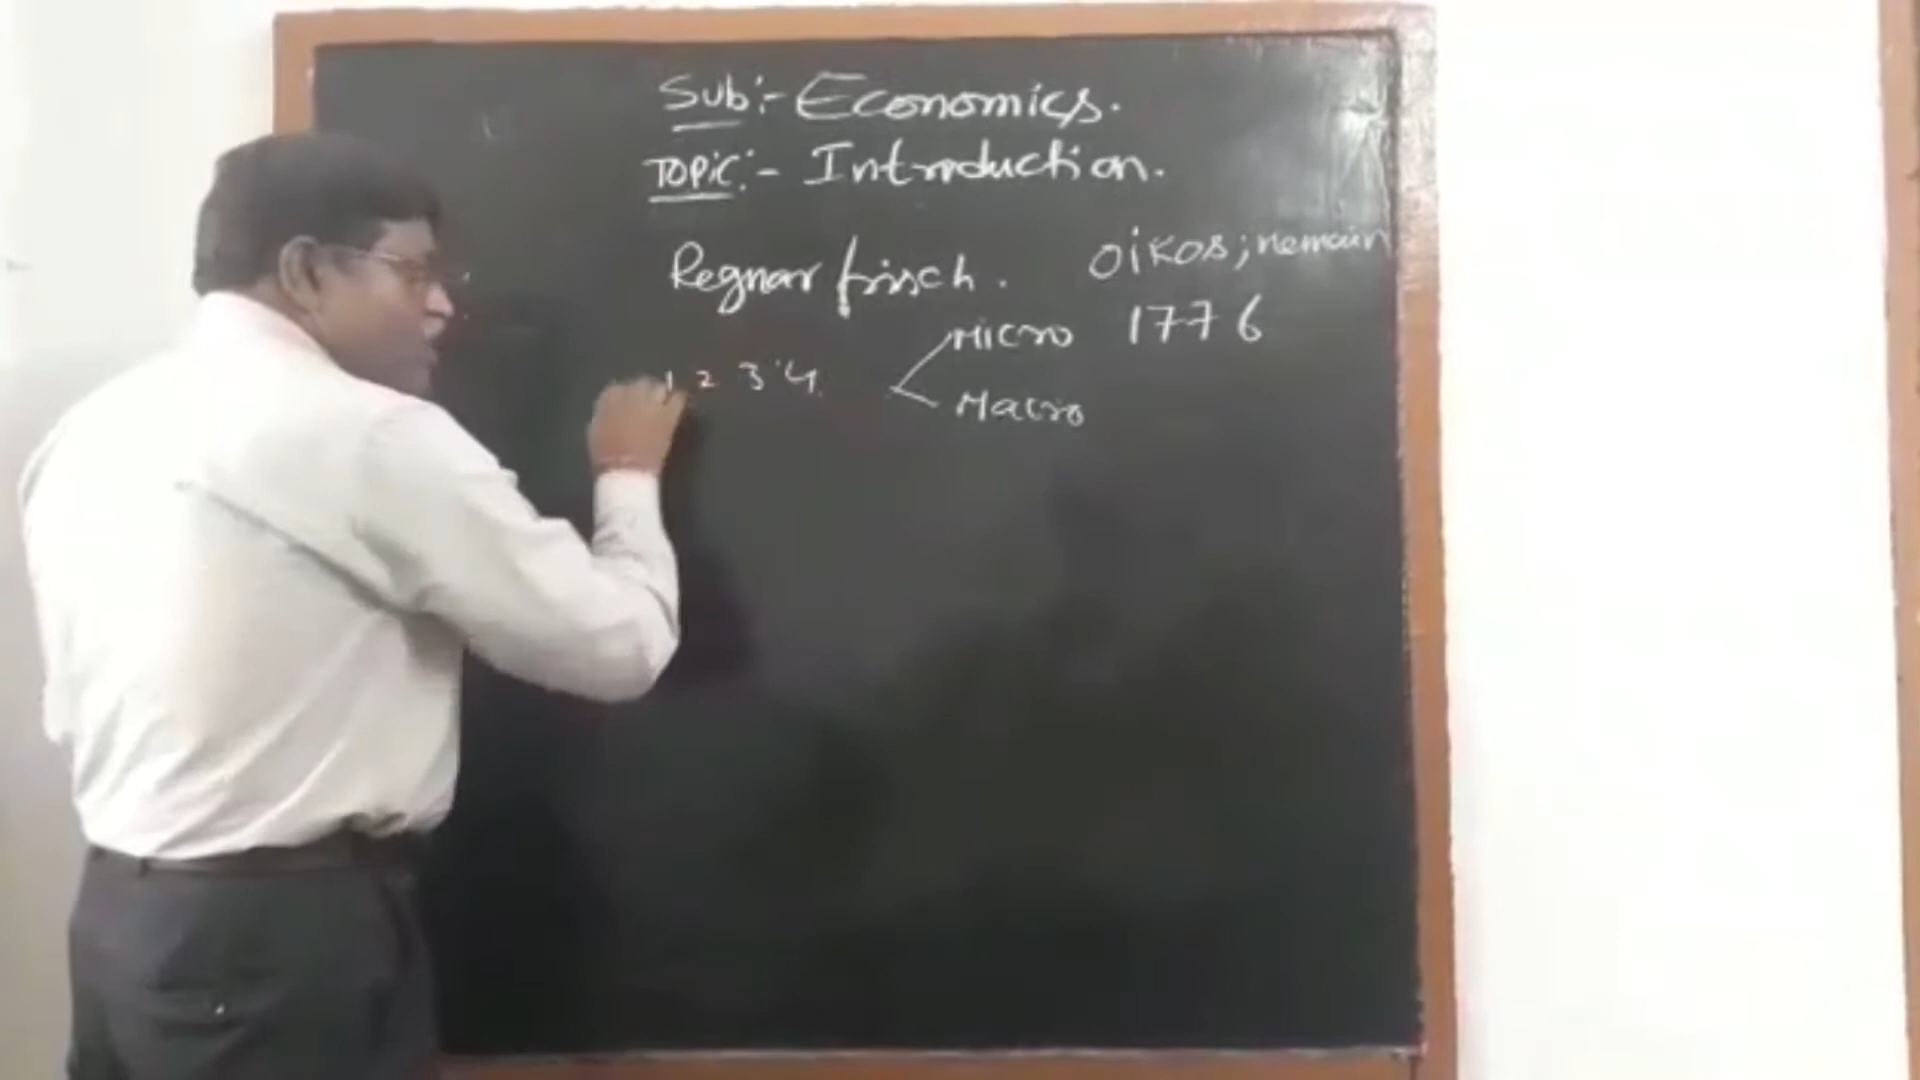 Sub:- Economics.
Topic:- Introduction.
Regnar frisch. Oikos; nemain
Micro 1776
1 2 3 4
Macro